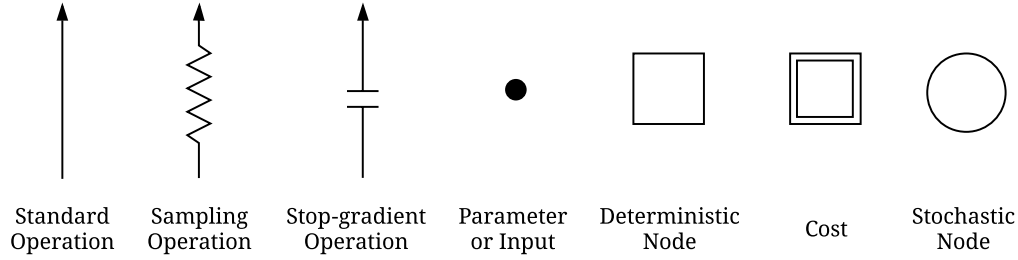 Standard
Operation
Sampling
Operation
Stop-gradient
Operation
Parameter
or Input
Deterministic
Node
Cost
Stochastic
Node